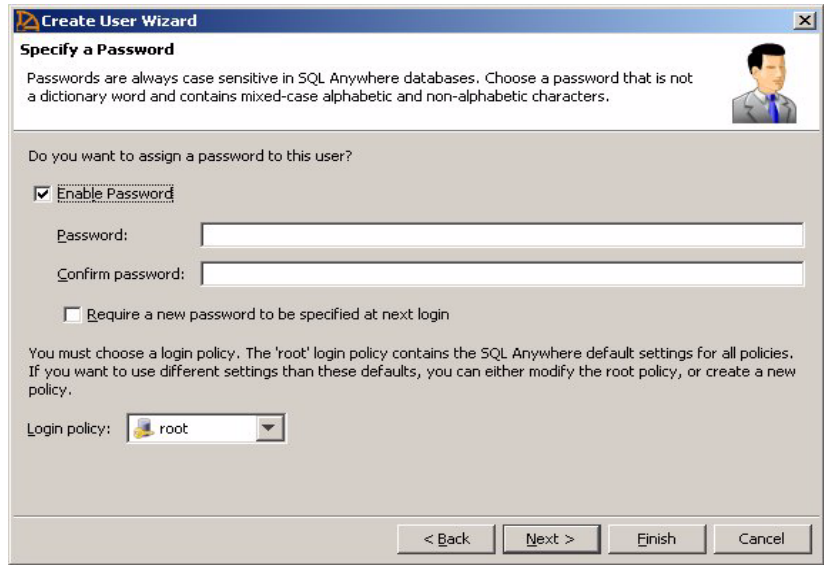 Create User Wizard
Specify a Password
Passwords are always case sensitive in SQL Anywhere databases. Choose a password that is not
a dictionary word and contains mixed-case alphabetic and non-alphabetic characters.
Do you want to assign a password to this user?
Enable Password
Password:
Confirm password:
Require a new password to be specified at next login
You must choose a login policy. The 'root' login policy contains the SQL Anywhere default settings for all policies.
If you want to use different settings than these defaults, you can either modify the root policy, or create a new
policy.
Login policy: root
< Back Next > Finish Cancel